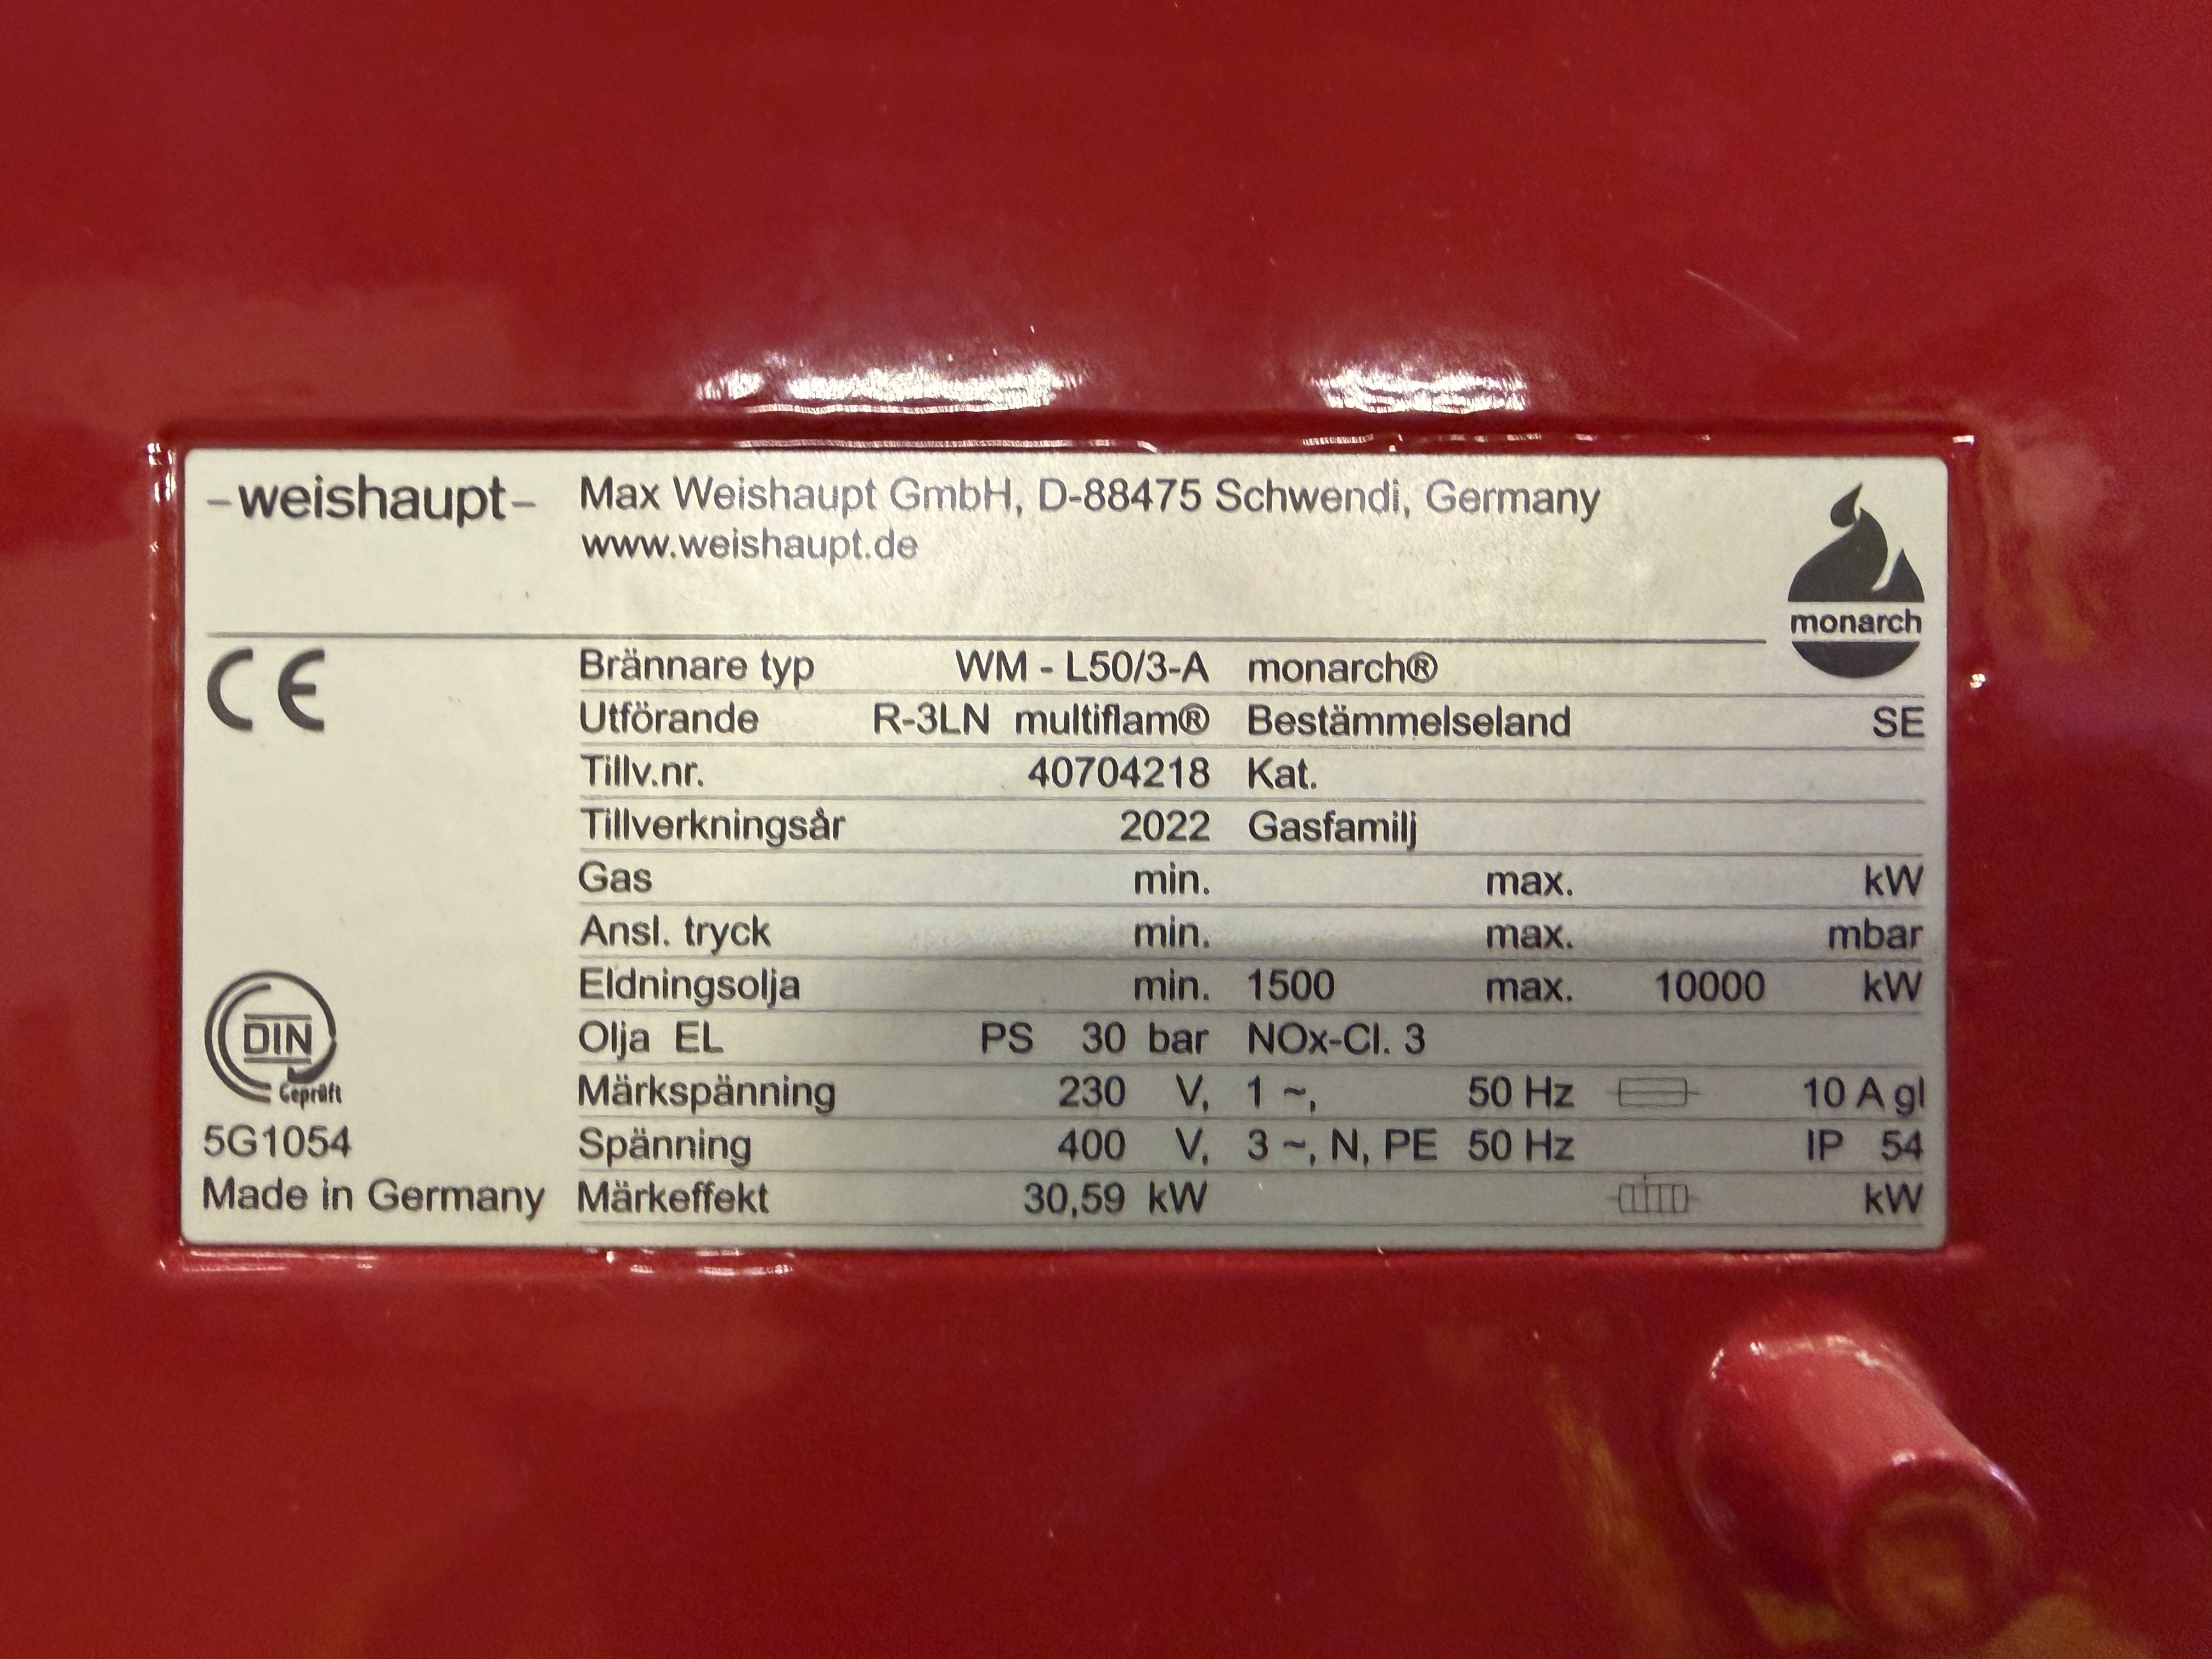 -weishaupt- Max Weishaupt GmbH, D-88475 Schwendi, Germany
www.weishaupt.de
monarch
CE Brännare typ WM - L50/3-A monarch®
Utförande R-3LN multiflam® Bestämmelseland SE
Tillv.nr. 40704218 Kat.
Tillverkningsår 2022 Gasfamilj
Gas min. max. kW
Ansl. tryck min. max. mbar
Eldningsolja min. 1500 max. 10000 kW
DIN Geprüft
Olja EL PS 30 bar NOx-Cl. 3
Märkspänning 230 V, 1 ~, 50 Hz 10 A gl
5G1054 Spänning 400 V, 3 ~, N, PE 50 Hz IP 54
Made in Germany Märkeffekt 30,59 kW kW